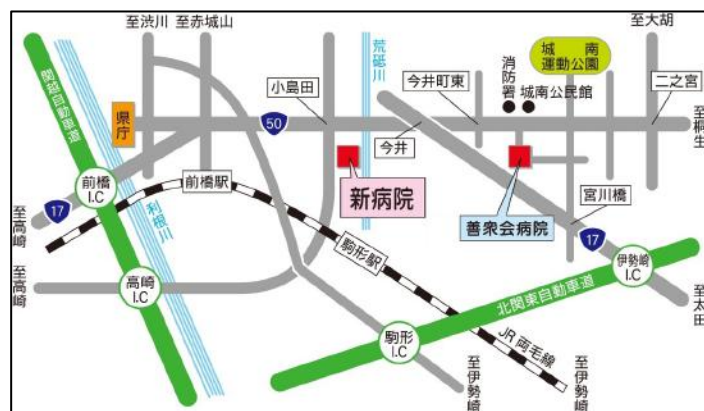 至渋川
至赤城山
至大胡
関越自動車道
荒砥川
消防署
城南公民館
城南
運動公園
小島田
今井町東
二之宮
県庁
50
今井
至桐生
前橋
I.C
前橋駅
新病院
善衆会病院
宮川橋
至高崎
17
利根川
駒形駅
17
伊勢崎
I.C
至高崎
高崎
I.C
北関東自動車道
至太田
駒形
I.C
JR両毛線
至伊勢崎
至伊勢崎